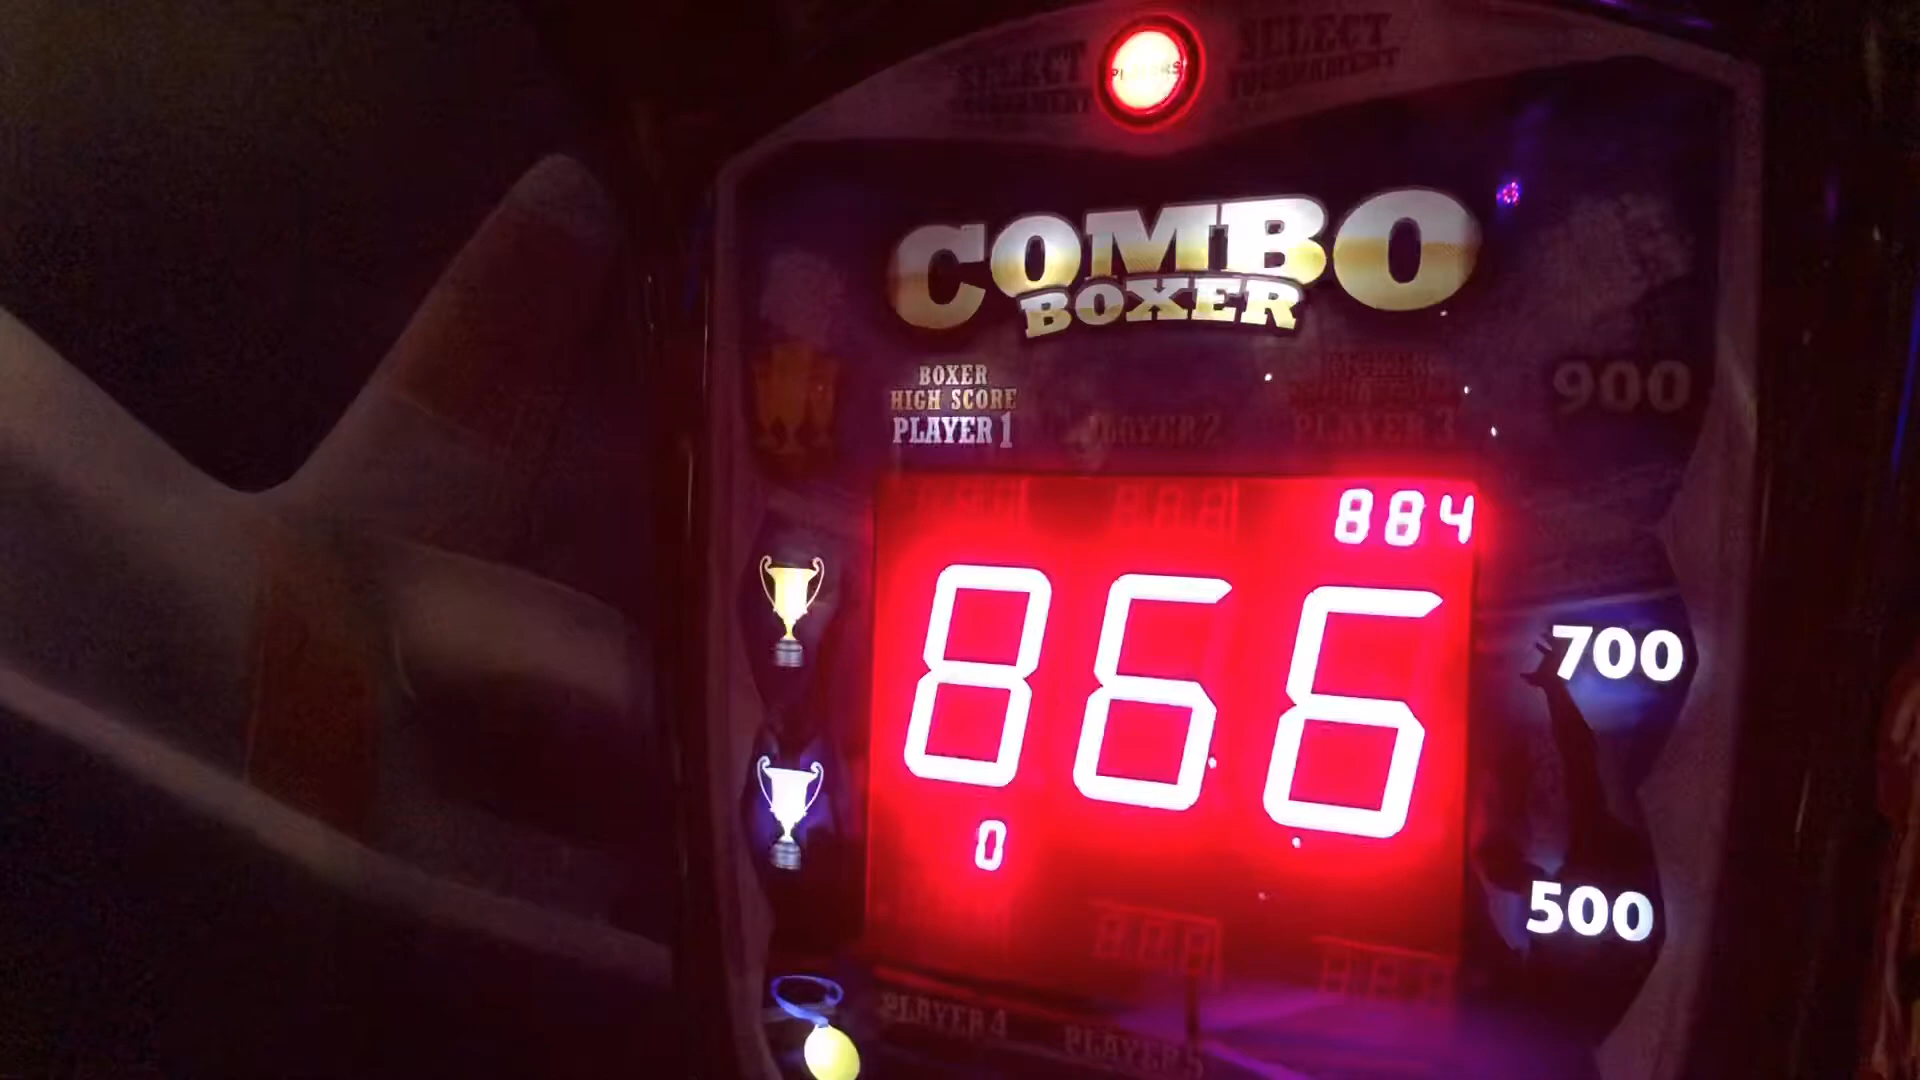 PLAYERS
SELECT TOURNAMENT
SELECT TOURNAMENT
COMBO
BOXER
BOXER
HIGH SCORE
PLAYER 1
PLAYER 2
PLAYER 3
900
884
866
700
0
500
PLAYER 4
PLAYER 5